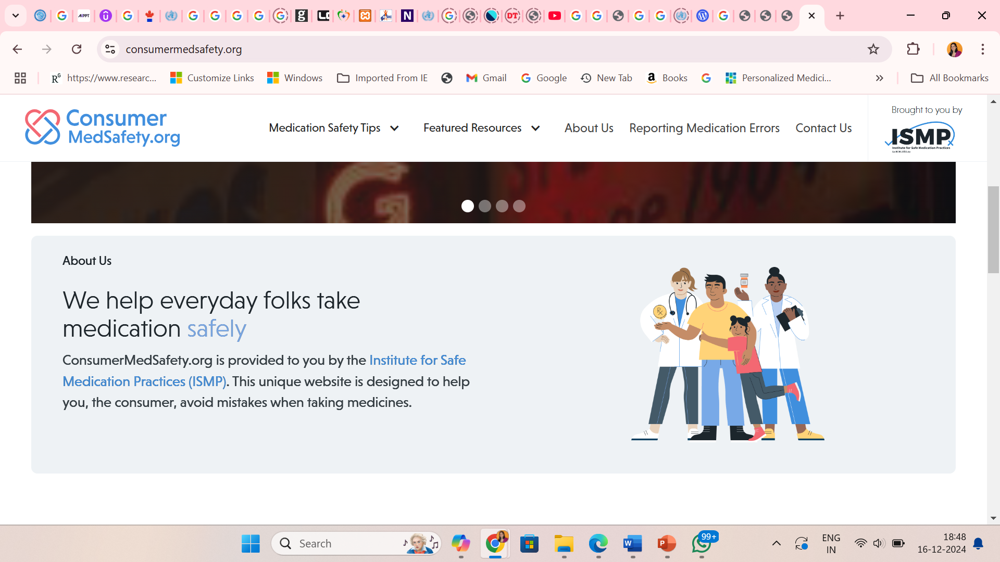 consumermedsafety.org
https://www.researc...
Customize Links
Windows
Imported From IE
Gmail
Google
New Tab
Books
Personalized Medici...
All Bookmarks
Consumer
MedSafety.org
Medication Safety Tips
Featured Resources
About Us
Reporting Medication Errors
Contact Us
Brought to you by
ISMP
Institute for Safe Medication Practices
An ECRI Affiliate
G
About Us
We help everyday folks take
medication safely
ConsumerMedSafety.org is provided to you by the Institute for Safe
Medication Practices (ISMP). This unique website is designed to help
you, the consumer, avoid mistakes when taking medicines.
Search
99+
ENG
IN
18:48
16-12-2024